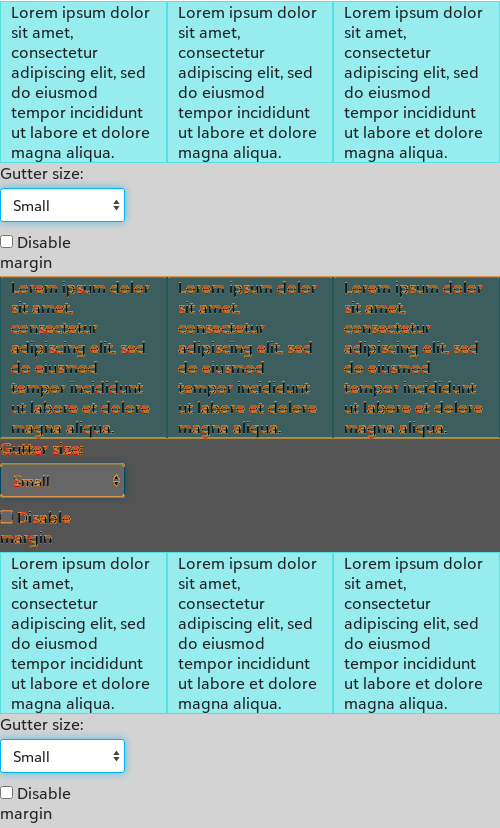 Lorem ipsum dolor
sit amet,
consectetur
adipiscing elit, sed
do eiusmod
tempor incididunt
ut labore et dolore
magna aliqua.
Lorem ipsum dolor
sit amet,
consectetur
adipiscing elit, sed
do eiusmod
tempor incididunt
ut labore et dolore
magna aliqua.
Lorem ipsum dolor
sit amet,
consectetur
adipiscing elit, sed
do eiusmod
tempor incididunt
ut labore et dolore
magna aliqua.
Gutter size:
Small
Disable
margin
Lorem ipsum dolor
sit amet,
consectetur
adipiscing elit, sed
do eiusmod
tempor incididunt
ut labore et dolore
magna aliqua.
Lorem ipsum dolor
sit amet,
consectetur
adipiscing elit, sed
do eiusmod
tempor incididunt
ut labore et dolore
magna aliqua.
Lorem ipsum dolor
sit amet,
consectetur
adipiscing elit, sed
do eiusmod
tempor incididunt
ut labore et dolore
magna aliqua.
Gutter size:
Small
Disable
margin
Lorem ipsum dolor
sit amet,
consectetur
adipiscing elit, sed
do eiusmod
tempor incididunt
ut labore et dolore
magna aliqua.
Lorem ipsum dolor
sit amet,
consectetur
adipiscing elit, sed
do eiusmod
tempor incididunt
ut labore et dolore
magna aliqua.
Lorem ipsum dolor
sit amet,
consectetur
adipiscing elit, sed
do eiusmod
tempor incididunt
ut labore et dolore
magna aliqua.
Gutter size:
Small
Disable
margin